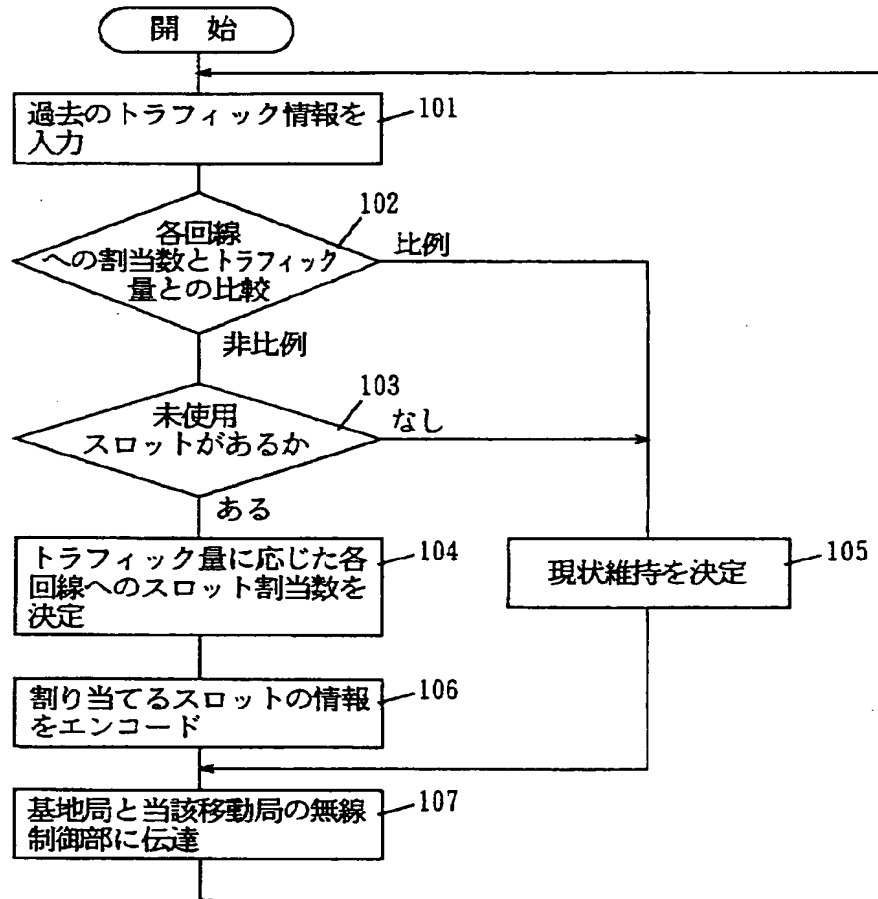 開 始
過去のトラフィック情報を
入力
101
各回線
への割当数とトラフィック
量との比較
102
比例
非比例
未使用
スロットがあるか
103
なし
ある
トラフィック量に応じた各
回線へのスロット割当数を
決定
104
現状維持を決定
105
割り当てるスロットの情報
をエンコード
106
基地局と当該移動局の無線
制御部に伝達
107